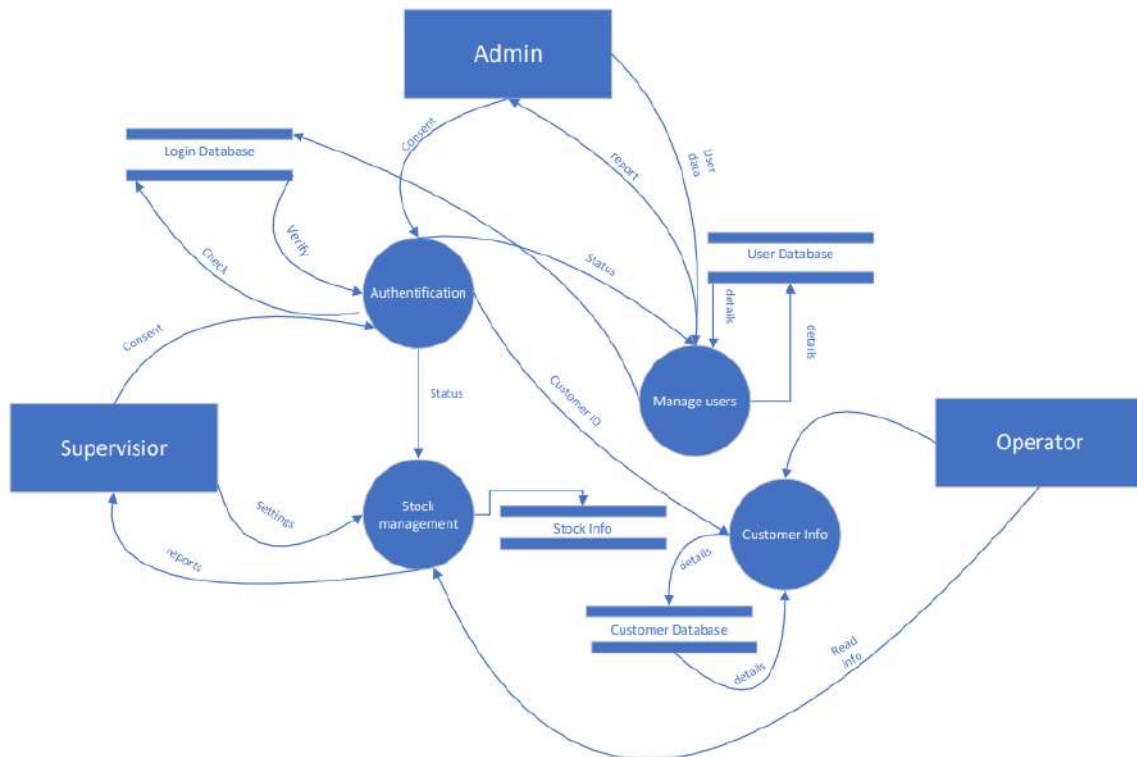 Admin
Consent
Login Database
report
User
data
Verify
User Database
Check
Status
Authentification
details
details
Consent
Status
Customer ID
Manage users
Supervisior
Operator
Settings
Stock
management
Stock Info
Customer Info
reports
details
Customer Database
Read
info
details